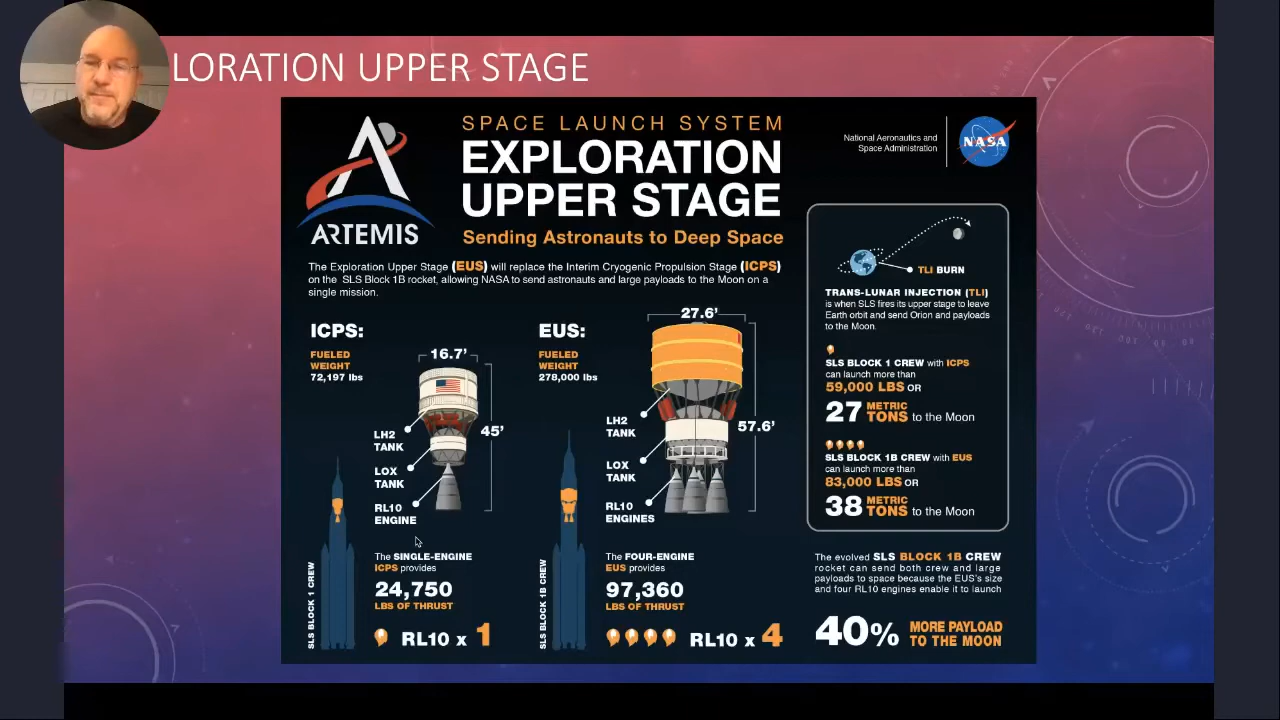 LORATION UPPER STAGE
ARTEMIS
SPACE LAUNCH SYSTEM
EXPLORATION
UPPER STAGE
Sending Astronauts to Deep Space
National Aeronautics and
Space Administration
NASA
The Exploration Upper Stage (EUS) will replace the Interim Cryogenic Propulsion Stage (ICPS)
on the SLS Block 1B rocket, allowing NASA to send astronauts and large payloads to the Moon on a
single mission.
ICPS:
FUELED
WEIGHT
72,197 lbs
16.7'
45'
LH2
TANK
LOX
TANK
RL10
ENGINE
SLS BLOCK 1 CREW
The SINGLE-ENGINE
ICPS provides
24,750
LBS OF THRUST
RL10 x 1
EUS:
FUELED
WEIGHT
278,000 lbs
27.6'
57.6'
LH2
TANK
LOX
TANK
RL10
ENGINES
SLS BLOCK 1B CREW
The FOUR-ENGINE
EUS provides
97,360
LBS OF THRUST
RL10 x 4
TLI BURN
TRANS-LUNAR INJECTION (TLI)
is when SLS fires its upper stage to leave
Earth orbit and send Orion and payloads
to the Moon.
SLS BLOCK 1 CREW with ICPS
can launch more than
59,000 LBS OR
27 METRIC TONS to the Moon
SLS BLOCK 1B CREW with EUS
can launch more than
83,000 LBS OR
38 METRIC TONS to the Moon
The evolved SLS BLOCK 1B CREW
rocket can send both crew and large
payloads to space because the EUS's size
and four RL10 engines enable it to launch
40% MORE PAYLOAD
TO THE MOON